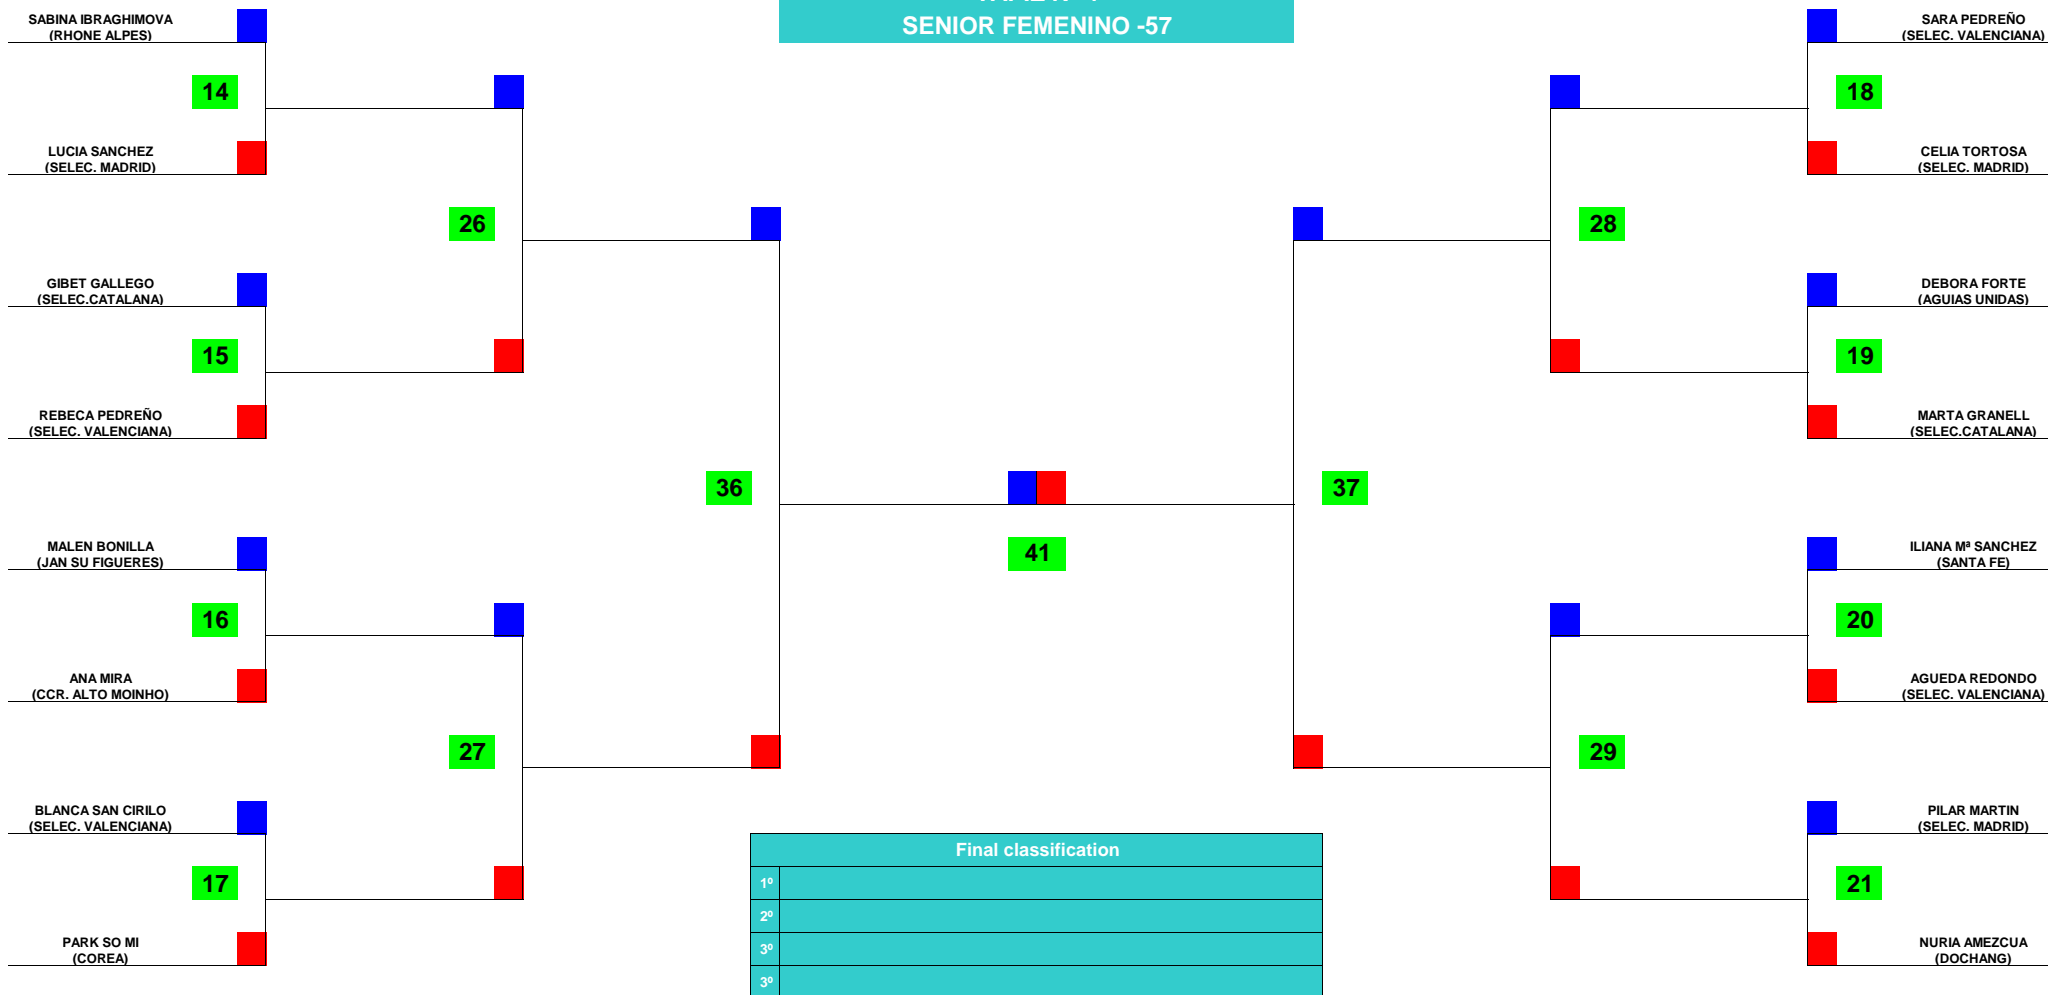 SENIOR FEMENINO -57
SABINA IBRAGHIMOVA
(RHONE ALPES)
14
LUCIA SANCHEZ
(SELEC. MADRID)
26
GIBET GALLEGO
(SELEC.CATALANA)
15
REBECA PEDREÑO
(SELEC. VALENCIANA)
36
MALEN BONILLA
(JAN SU FIGUERES)
16
ANA MIRA
(CCR. ALTO MOINHO)
27
BLANCA SAN CIRILO
(SELEC. VALENCIANA)
17
PARK SO MI
(COREA)
41
SARA PEDREÑO
(SELEC. VALENCIANA)
18
CELIA TORTOSA
(SELEC. MADRID)
28
DEBORA FORTE
(AGUIAS UNIDAS)
19
MARTA GRANELL
(SELEC.CATALANA)
37
ILIANA Mª SANCHEZ
(SANTA FE)
20
AGUEDA REDONDO
(SELEC. VALENCIANA)
29
PILAR MARTIN
(SELEC. MADRID)
21
NURIA AMEZCUA
(DOCHANG)
Final classification
1º
2º
3º
3º